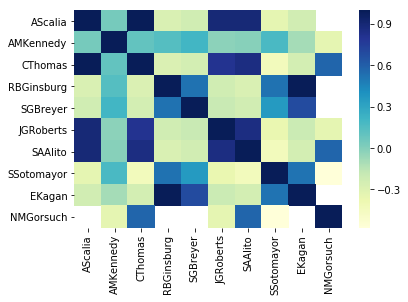 AScalia
AMKennedy
CThomas
RBGinsburg
SGBreyer
JGRoberts
SAAlito
SSotomayor
EKagan
NMGorsuch
AScalia
AMKennedy
CThomas
RBGinsburg
SGBreyer
JGRoberts
SAAlito
SSotomayor
EKagan
NMGorsuch
0.9
0.6
0.3
0.0
−0.3